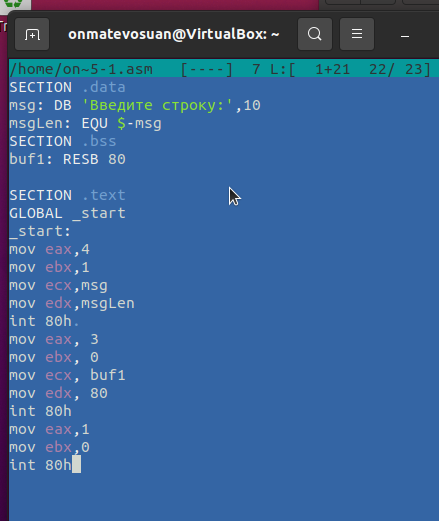 Tr
onmatevosuan@VirtualBox: ~
/home/on~5-1.asm   [----]  7 L:[  1+21  22/ 23]
SECTION .data
msg: DB 'Введите строку:',10
msgLen: EQU $-msg
SECTION .bss
buf1: RESB 80
SECTION .text
GLOBAL _start
_start:
mov eax,4
mov ebx,1
mov ecx,msg
mov edx,msgLen
int 80h.
mov eax, 3
mov ebx, 0
mov ecx, buf1
mov edx, 80
int 80h
mov eax,1
mov ebx,0
int 80h